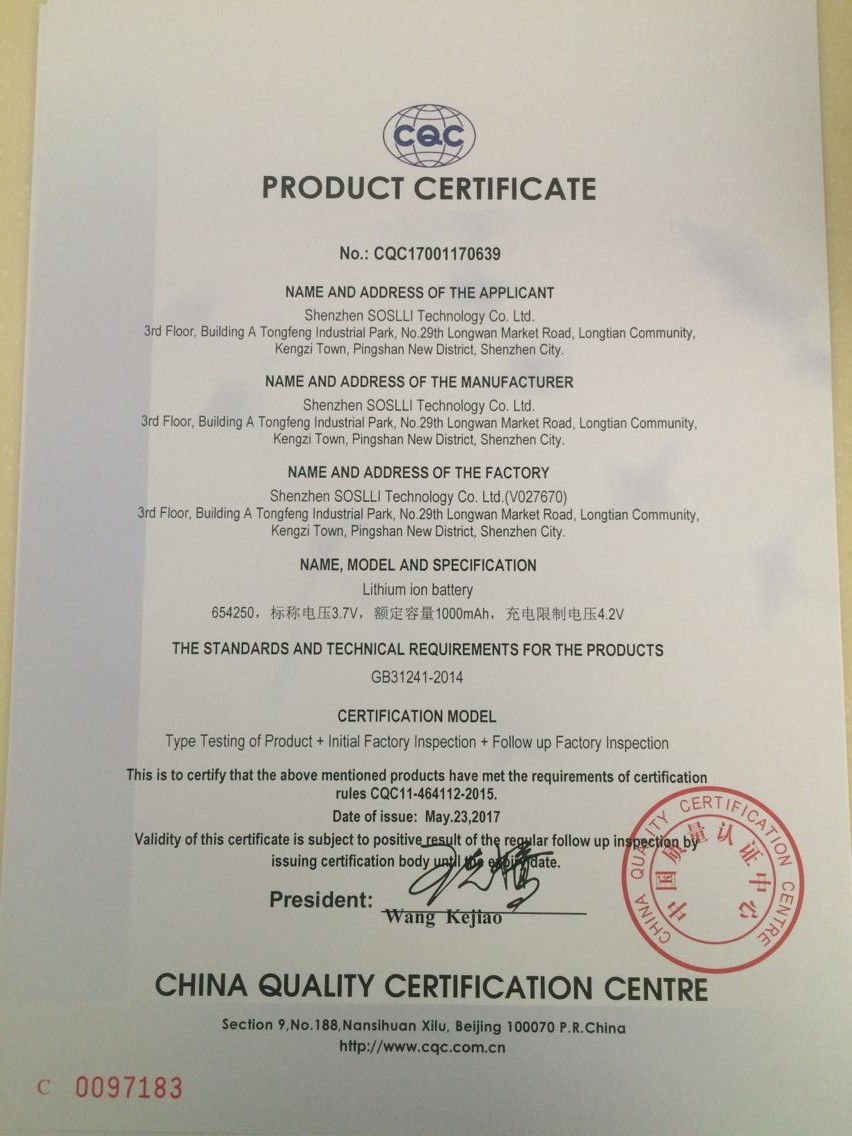 CQC
PRODUCT CERTIFICATE
No.: CQC17001170639
NAME AND ADDRESS OF THE APPLICANT
Shenzhen SOSLLI Technology Co. Ltd.
3rd Floor, Building A Tongfeng Industrial Park, No.29th Longwan Market Road, Longtian Community,
Kengzi Town, Pingshan New District, Shenzhen City.
NAME AND ADDRESS OF THE MANUFACTURER
Shenzhen SOSLLI Technology Co. Ltd.
3rd Floor, Building A Tongfeng Industrial Park, No.29th Longwan Market Road, Longtian Community,
Kengzi Town, Pingshan New District, Shenzhen City.
NAME AND ADDRESS OF THE FACTORY
Shenzhen SOSLLI Technology Co. Ltd.(V027670)
3rd Floor, Building A Tongfeng Industrial Park, No.29th Longwan Market Road, Longtian Community,
Kengzi Town, Pingshan New District, Shenzhen City.
NAME, MODEL AND SPECIFICATION
Lithium ion battery
654250，标称电压3.7V，额定容量1000mAh，充电限制电压4.2V
THE STANDARDS AND TECHNICAL REQUIREMENTS FOR THE PRODUCTS
GB31241-2014
CERTIFICATION MODEL
Type Testing of Product + Initial Factory Inspection + Follow up Factory Inspection
This is to certify that the above mentioned products have met the requirements of certification
rules CQC11-464112-2015.
Date of issue: May.23,2017
Validity of this certificate is subject to positive result of the regular follow up inspection by
issuing certification body until the expiry date.
President:
Wang Kejiao
CHINA QUALITY CERTIFICATION CENTRE
中国质量认证中心
CHINA QUALITY CERTIFICATION CENTRE
Section 9,No.188,Nansihuan Xilu, Beijing 100070 P.R.China
http://www.cqc.com.cn
C 0097183